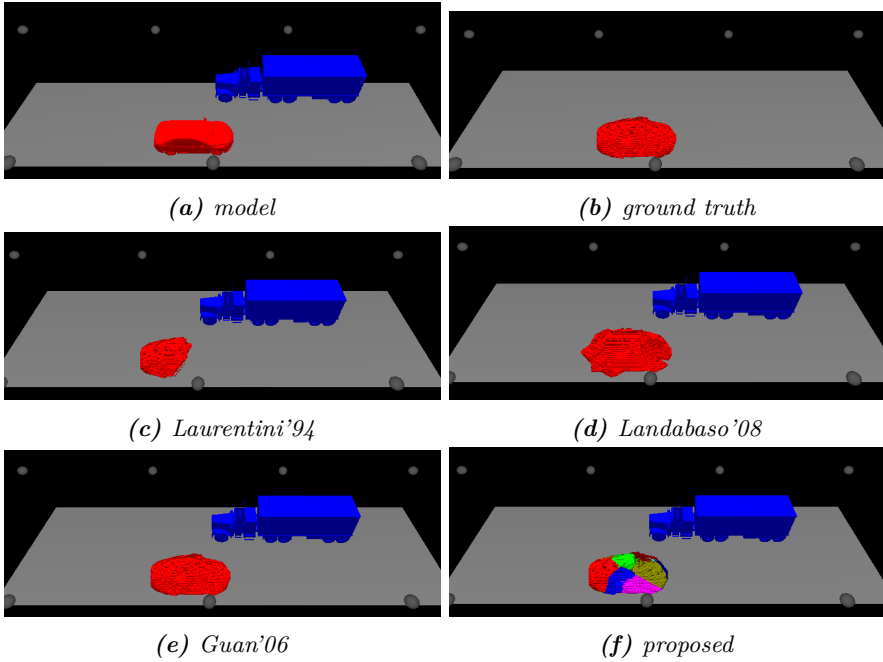 (a) model
(b) ground truth
(c) Laurentini'94
(d) Landabaso'08
(e) Guan'06
(f) proposed